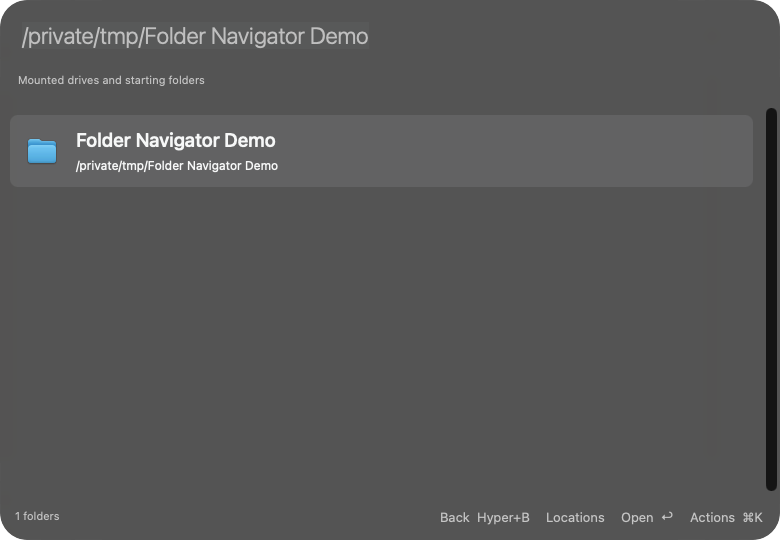 /private/tmp/Folder Navigator Demo
Mounted drives and starting folders
Folder Navigator Demo
/private/tmp/Folder Navigator Demo
1 folders
Back Hyper+B Locations Open ↩ Actions ⌘K